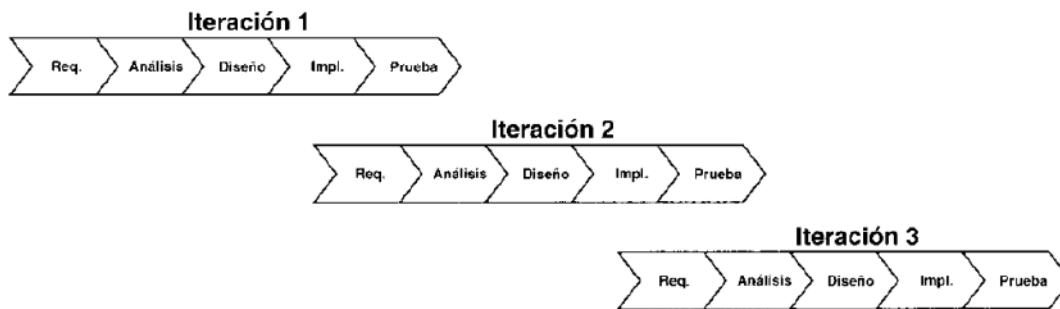 Iteración 1
Req. Análisis Diseño Impl. Prueba
Iteración 2
Req. Análisis Diseño Impl. Prueba
Iteración 3
Req. Análisis Diseño Impl. Prueba